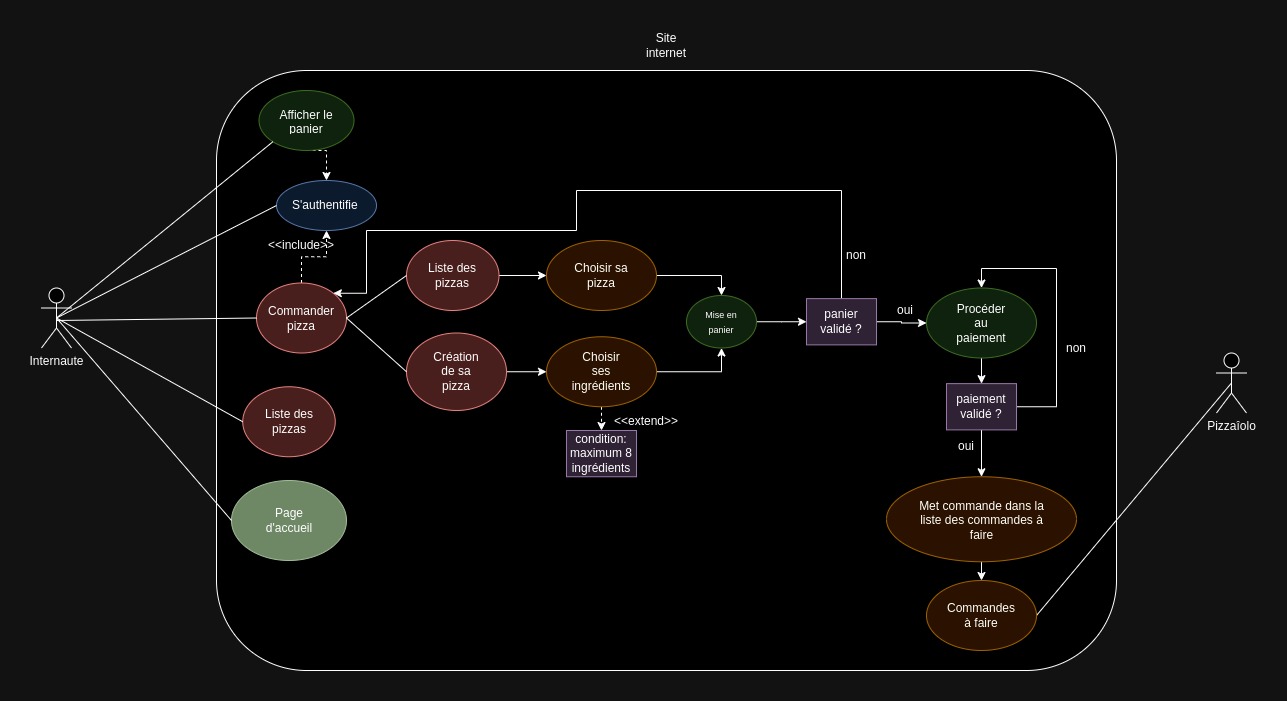 Site
internet
Afficher le
panier
S'authentifie
<<include>>
Internaute
Commander
pizza
Liste des
pizzas
Choisir sa
pizza
Création
de sa
pizza
Choisir
ses
ingrédients
<<extend>>
condition:
maximum 8
ingrédients
Mise en
panier
non
panier
validé ?
oui
Procéder
au
paiement
non
paiement
validé ?
oui
Met commande dans la
liste des commandes à
faire
Commandes
à faire
Pizzaïolo
Liste des
pizzas
Page
d'accueil